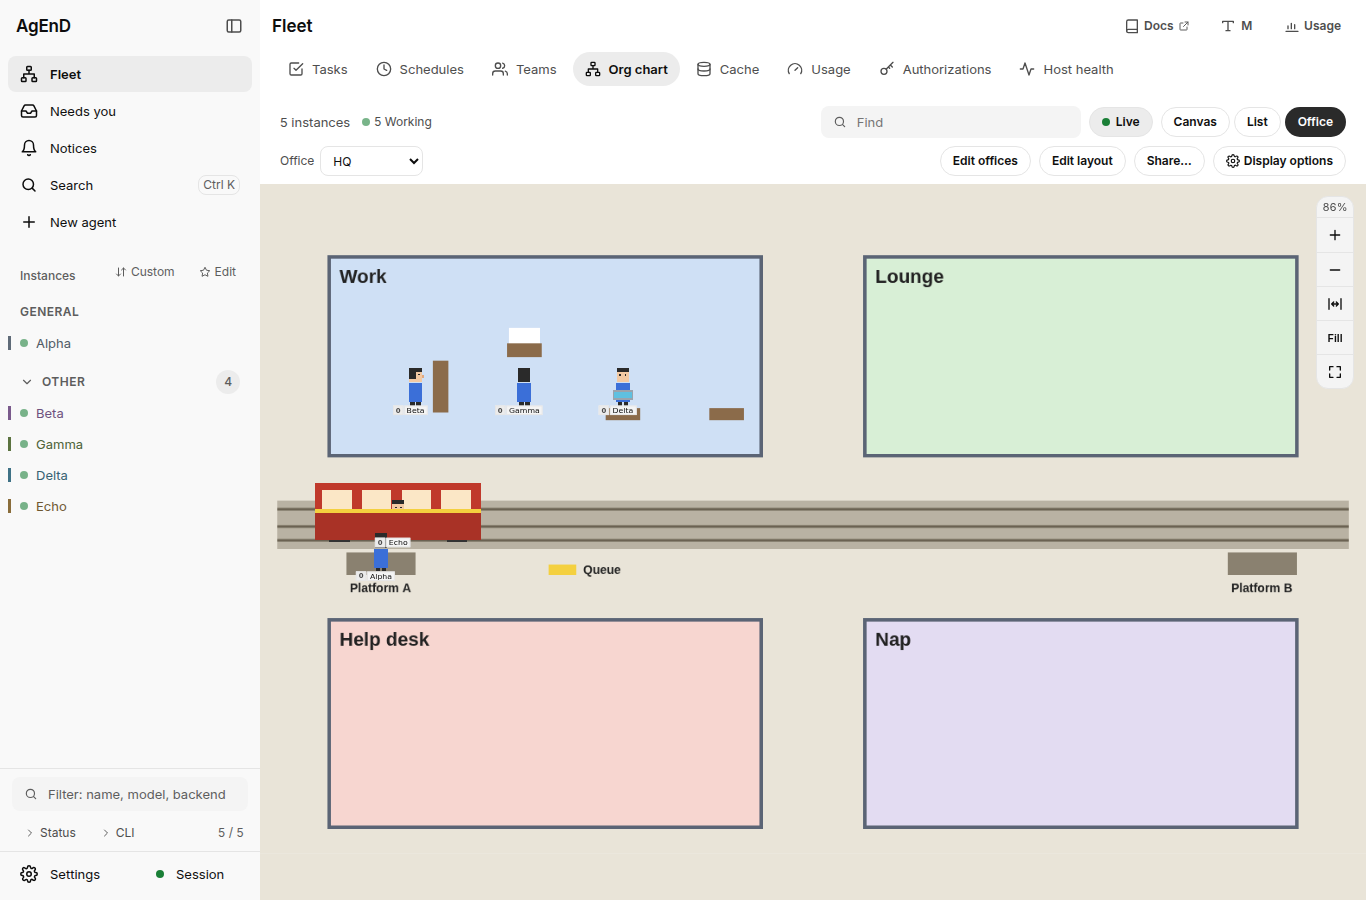 AgEnD
Fleet
Needs you
Notices
Search
Ctrl K
New agent
Instances
Custom
Edit
GENERAL
Alpha
OTHER
4
Beta
Gamma
Delta
Echo
Filter: name, model, backend
Status
CLI
5 / 5
Settings
Session
Fleet
Docs
M
Usage
Tasks
Schedules
Teams
Org chart
Cache
Usage
Authorizations
Host health
5 instances
5 Working
Find
Live
Canvas
List
Office
Office
HQ
Edit offices
Edit layout
Share...
Display options
86%
Fill
Work
Lounge
0 Beta
0 Gamma
0 Delta
0 Echo
0 Alpha
Platform A
Queue
Platform B
Help desk
Nap